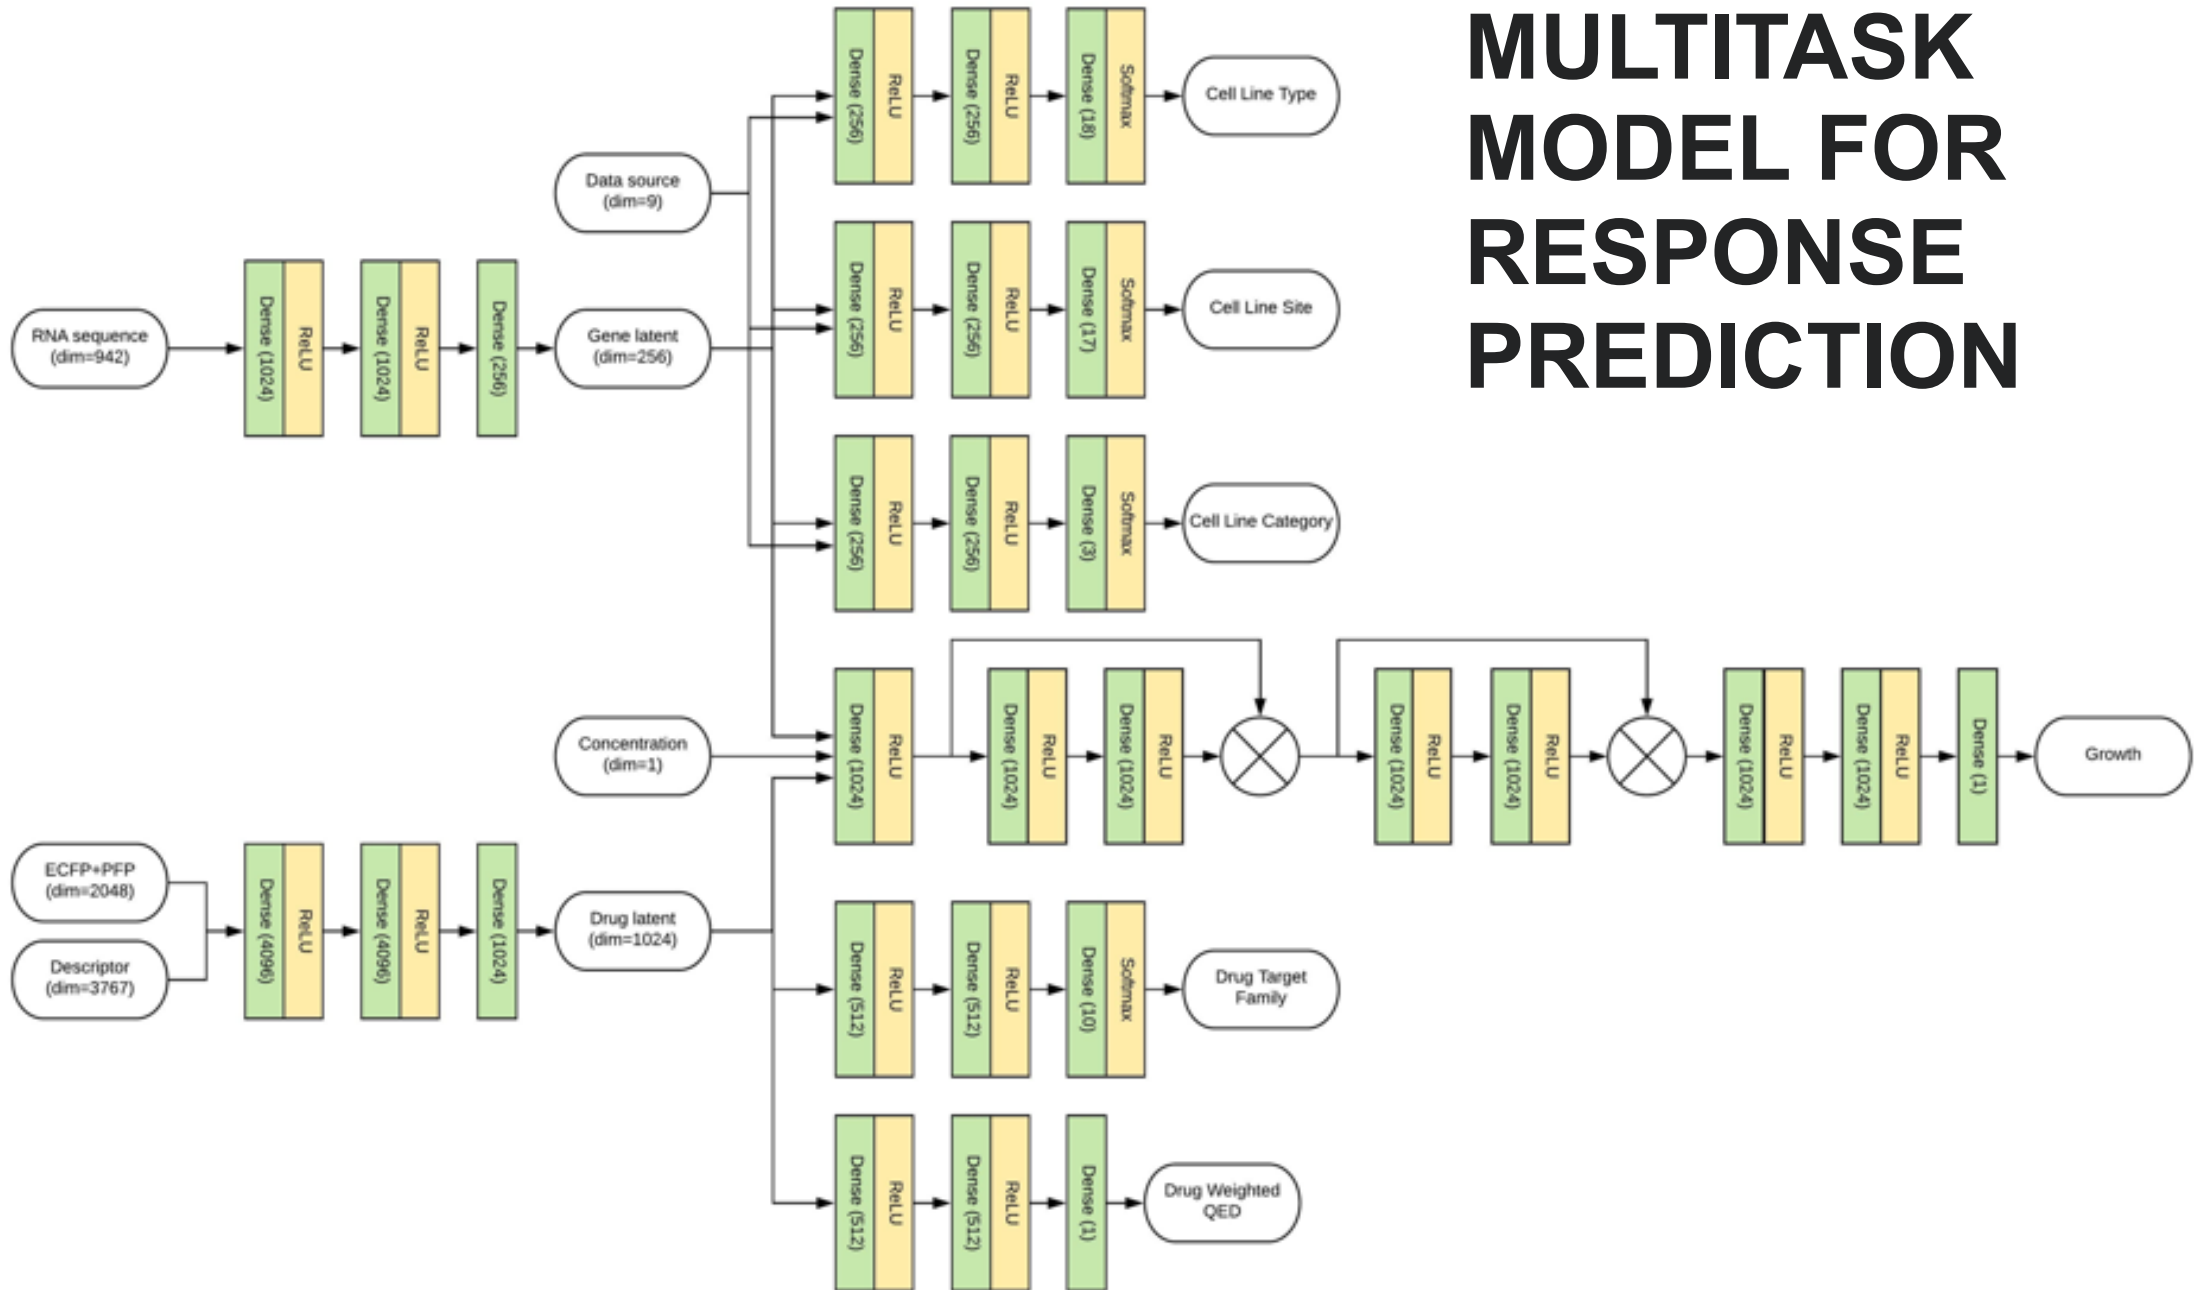 MULTITASK
MODEL FOR
RESPONSE
PREDICTION
Dense (256)
ReLU
Dense (256)
ReLU
Dense (18)
Softmax
Cell Line Type
Data source
(dim=9)
Dense (256)
ReLU
Dense (256)
ReLU
Dense (17)
Softmax
Cell Line Site
RNA sequence
(dim=942)
Dense (1024)
ReLU
Dense (1024)
ReLU
Dense (256)
Gene latent
(dim=256)
Dense (256)
ReLU
Dense (256)
ReLU
Dense (3)
Softmax
Cell Line Category
Concentration
(dim=1)
Dense (1024)
ReLU
Dense (1024)
ReLU
Dense (1024)
ReLU
Dense (1024)
ReLU
Dense (1024)
ReLU
Dense (1024)
ReLU
Dense (1024)
ReLU
Dense (1)
Growth
ECFP+PFP
(dim=2048)
Descriptor
(dim=3767)
Dense (4096)
ReLU
Dense (4096)
ReLU
Dense (1024)
Drug latent
(dim=1024)
Dense (512)
ReLU
Dense (512)
ReLU
Dense (10)
Softmax
Drug Target
Family
Dense (512)
ReLU
Dense (512)
ReLU
Dense (1)
Drug Weighted
QED